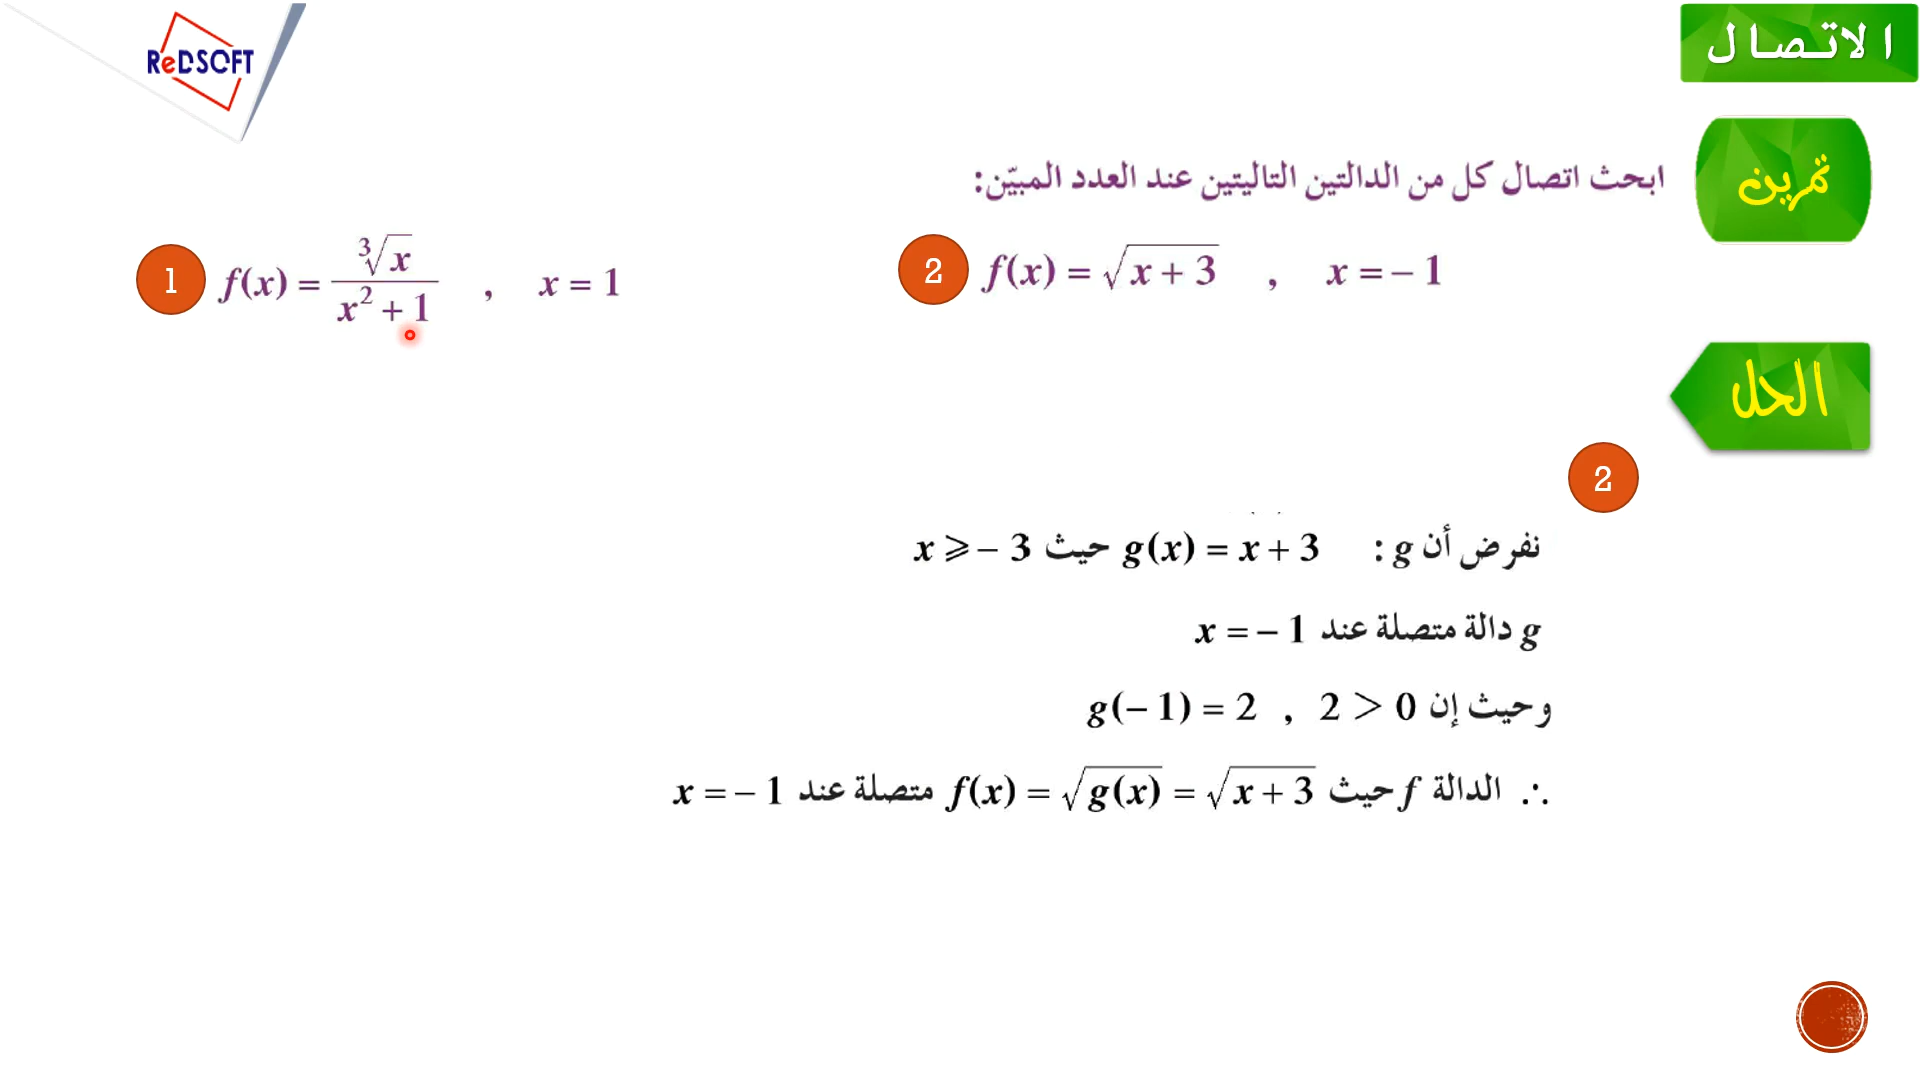 ReDSOFT
الاتصال
تمرين
ابحث اتصال كل من الدالتين التاليتين عند العدد المبيّن:
1 f(x) = ∛x / (x² + 1) , x = 1
2 f(x) = √(x + 3) , x = – 1
الحل
2
نفرض أن g : g(x) = x + 3 حيث x ⩾ – 3
g دالة متصلة عند x = – 1
وحيث إن g(– 1) = 2 , 2 > 0
∴ الدالة f حيث f(x) = √g(x) = √(x + 3) متصلة عند x = – 1